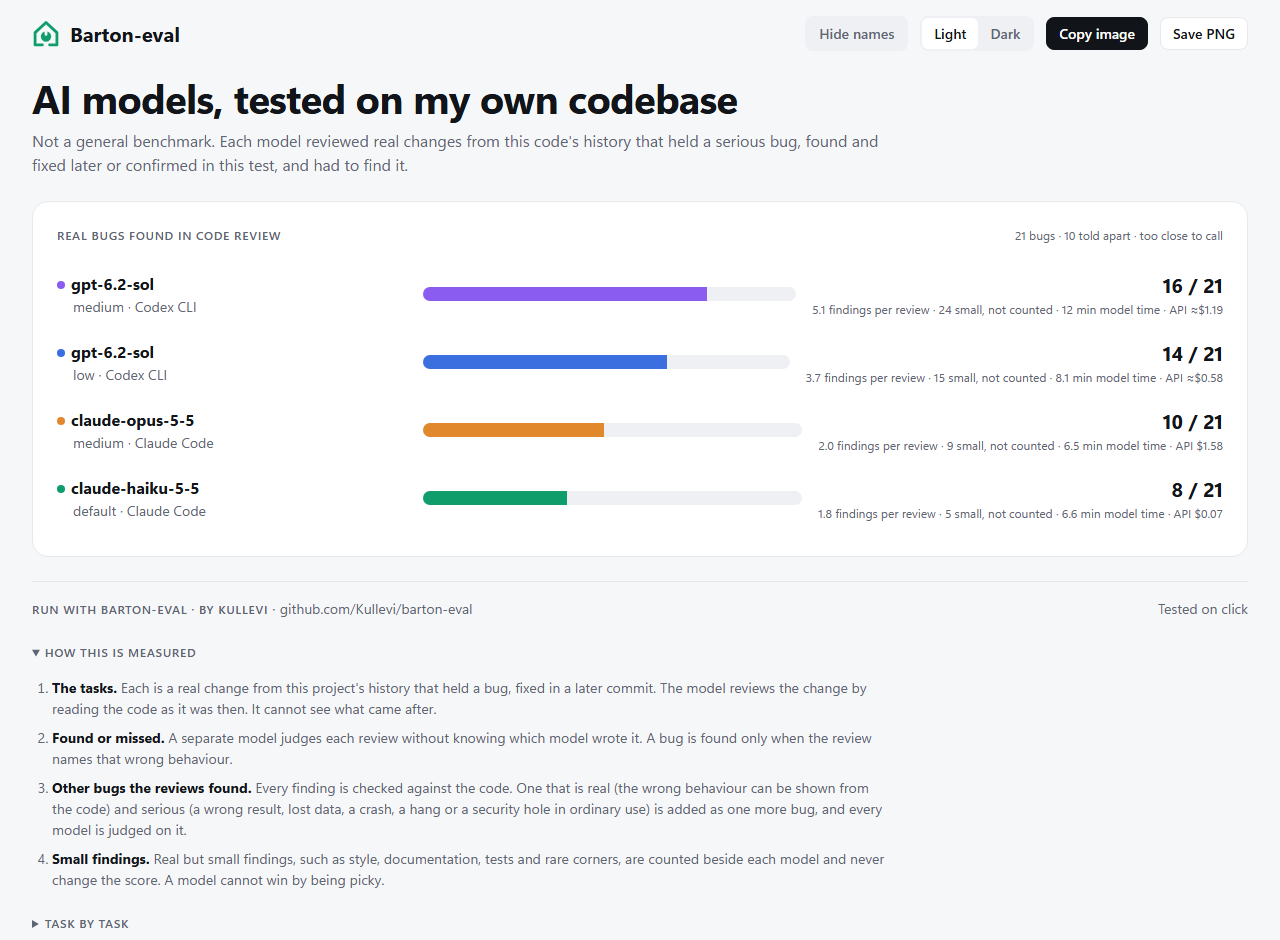 Barton-eval
Hide names
Light
Dark
Copy image
Save PNG
AI models, tested on my own codebase
Not a general benchmark. Each model reviewed real changes from this code's history that held a serious bug, found and
fixed later or confirmed in this test, and had to find it.
REAL BUGS FOUND IN CODE REVIEW
21 bugs · 10 told apart · too close to call
gpt-6.2-sol
medium · Codex CLI
16 / 21
5.1 findings per review · 24 small, not counted · 12 min model time · API ≈$1.19
gpt-6.2-sol
low · Codex CLI
14 / 21
3.7 findings per review · 15 small, not counted · 8.1 min model time · API ≈$0.58
claude-opus-5-5
medium · Claude Code
10 / 21
2.0 findings per review · 9 small, not counted · 6.5 min model time · API $1.58
claude-haiku-5-5
default · Claude Code
8 / 21
1.8 findings per review · 5 small, not counted · 6.6 min model time · API $0.07
RUN WITH BARTON-EVAL · BY KULLEVI · github.com/Kullevi/barton-eval
Tested on click
▼ HOW THIS IS MEASURED
1. The tasks. Each is a real change from this project's history that held a bug, fixed in a later commit. The model reviews the change by
reading the code as it was then. It cannot see what came after.
2. Found or missed. A separate model judges each review without knowing which model wrote it. A bug is found only when the review
names that wrong behaviour.
3. Other bugs the reviews found. Every finding is checked against the code. One that is real (the wrong behaviour can be shown from
the code) and serious (a wrong result, lost data, a crash, a hang or a security hole in ordinary use) is added as one more bug, and every
model is judged on it.
4. Small findings. Real but small findings, such as style, documentation, tests and rare corners, are counted beside each model and never
change the score. A model cannot win by being picky.
▶ TASK BY TASK